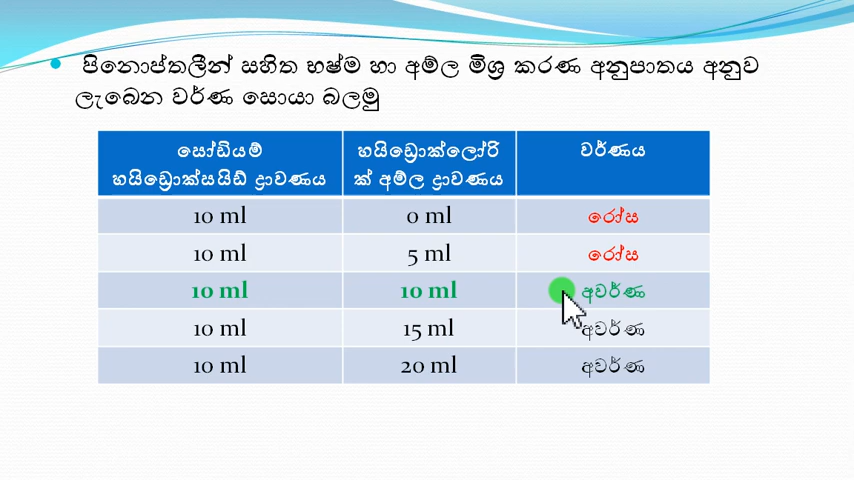 පිනොප්තලීන් සහිත භෂ්ම හා අම්ල මිශ්‍ර කරණ අනුපාතය අනුව
ලැබෙන වර්ණ සොයා බලමු
සෝඩියම් හයිඩ්‍රොක්ලෝරි වර්ණය
හයිඩ්‍රොක්සයිඩ් ද්‍රාවණය ක් අම්ල ද්‍රාවණය
10 ml 0 ml රෝස
10 ml 5 ml රෝස
10 ml 10 ml අවර්ණ
10 ml 15 ml අවර්ණ
10 ml 20 ml අවර්ණ